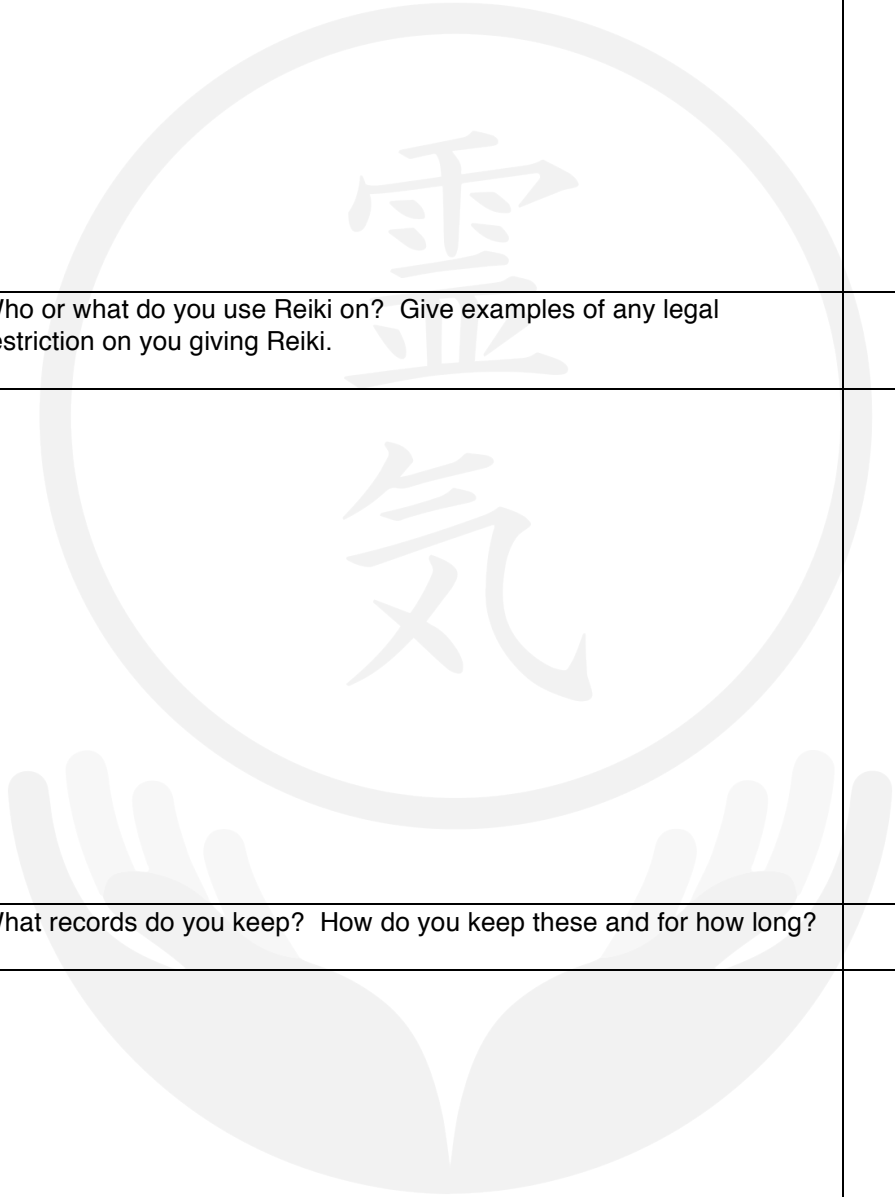 霊
ho or what do you use Reiki on? Give examples of any legal
estriction on you giving Reiki.
気
hat records do you keep? How do you keep these and for how long?